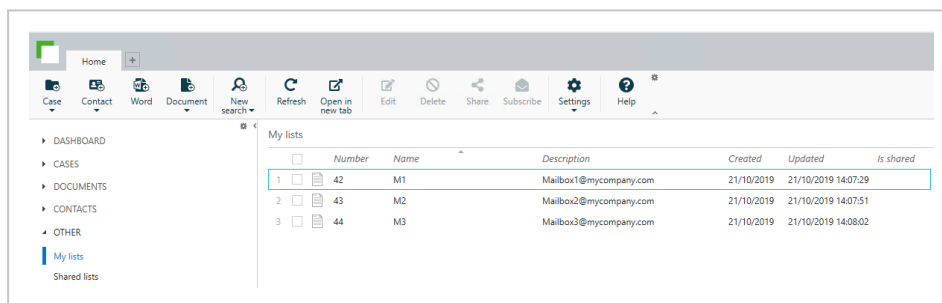 Home +
Case Contact Word Document New search Refresh Open in new tab Edit Delete Share Subscribe Settings Help
DASHBOARD
CASES
DOCUMENTS
CONTACTS
OTHER
My lists
Shared lists
My lists
Number Name Description Created Updated Is shared
1 42 M1 Mailbox1@mycompany.com 21/10/2019 21/10/2019 14:07:29
2 43 M2 Mailbox2@mycompany.com 21/10/2019 21/10/2019 14:07:51
3 44 M3 Mailbox3@mycompany.com 21/10/2019 21/10/2019 14:08:02